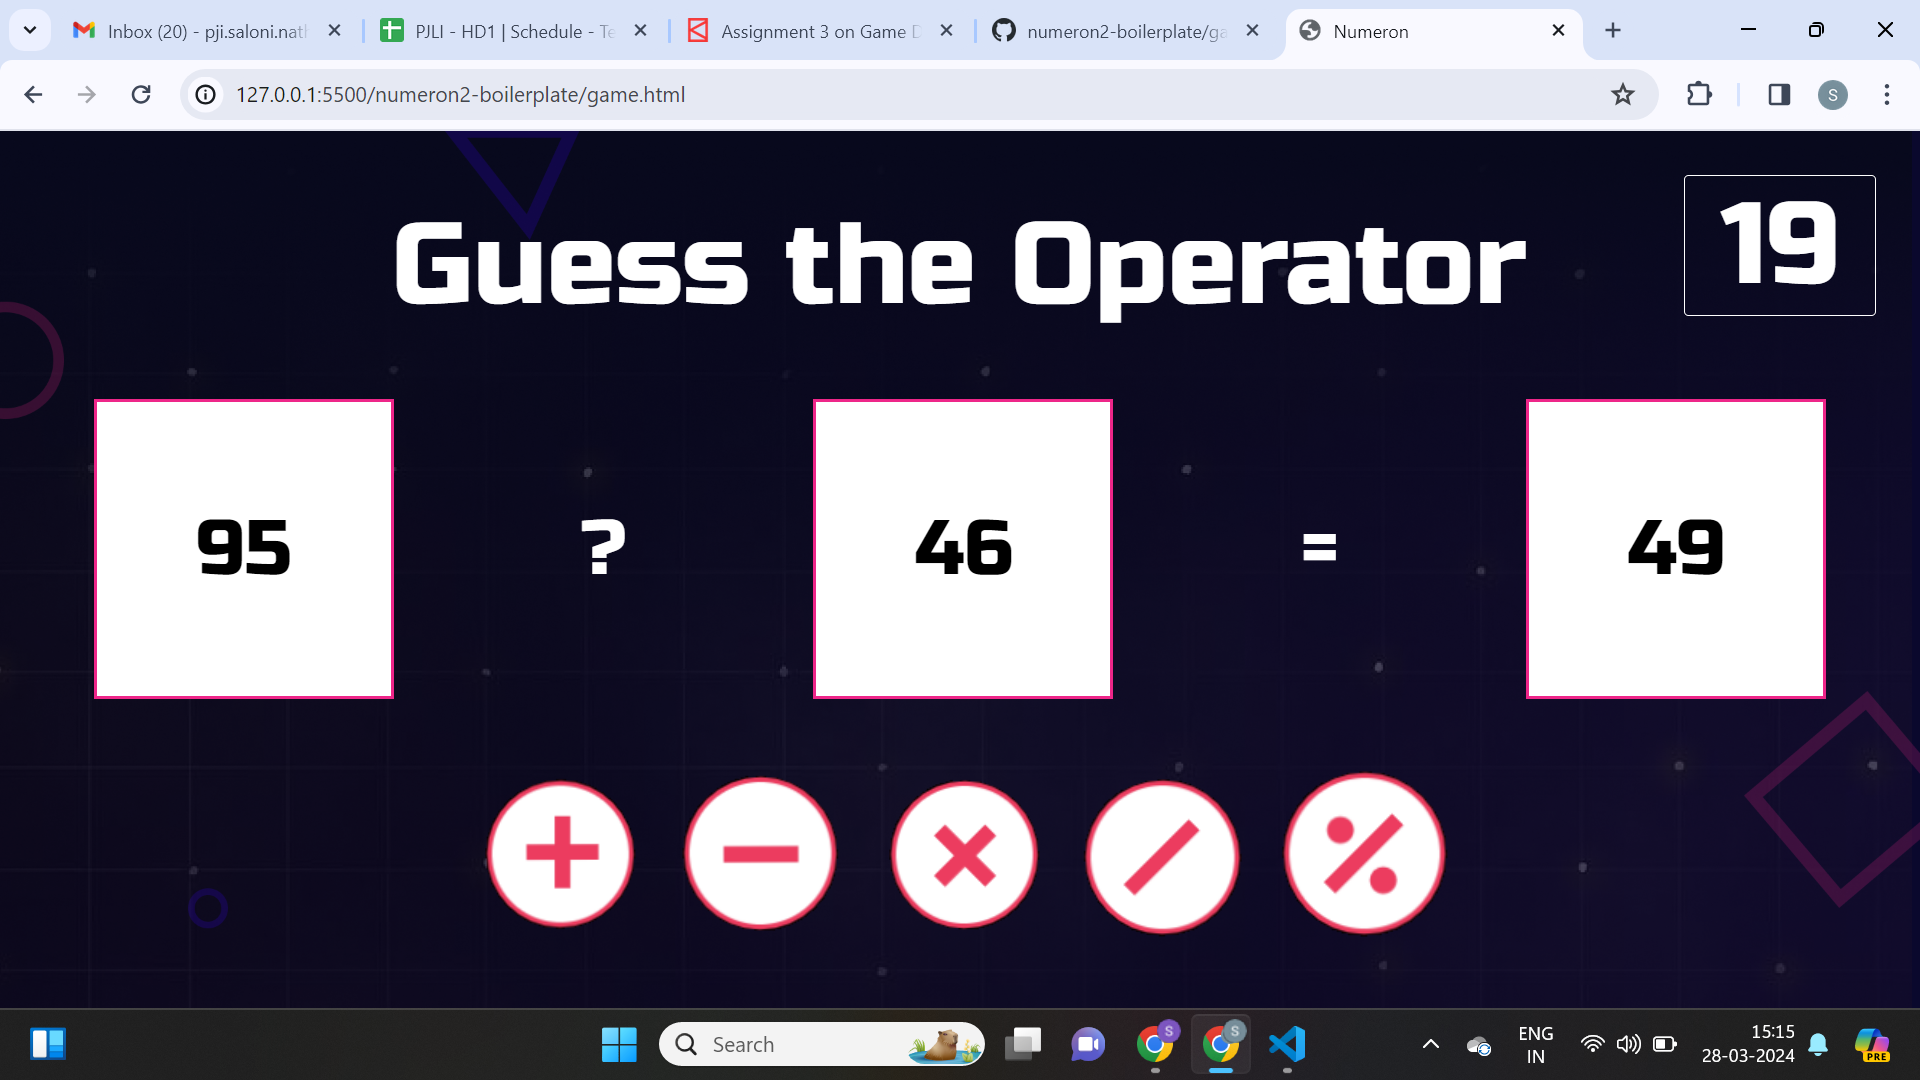 Inbox (20) - pji.saloni.nath
PJLI - HD1 | Schedule - Te
Assignment 3 on Game D
numeron2-boilerplate/ga
Numeron
127.0.0.1:5500/numeron2-boilerplate/game.html
S
19
Guess the Operator
95 ? 46 = 49
+ − × / %
Search
S
S
ENG
IN
15:15
28-03-2024
PRE